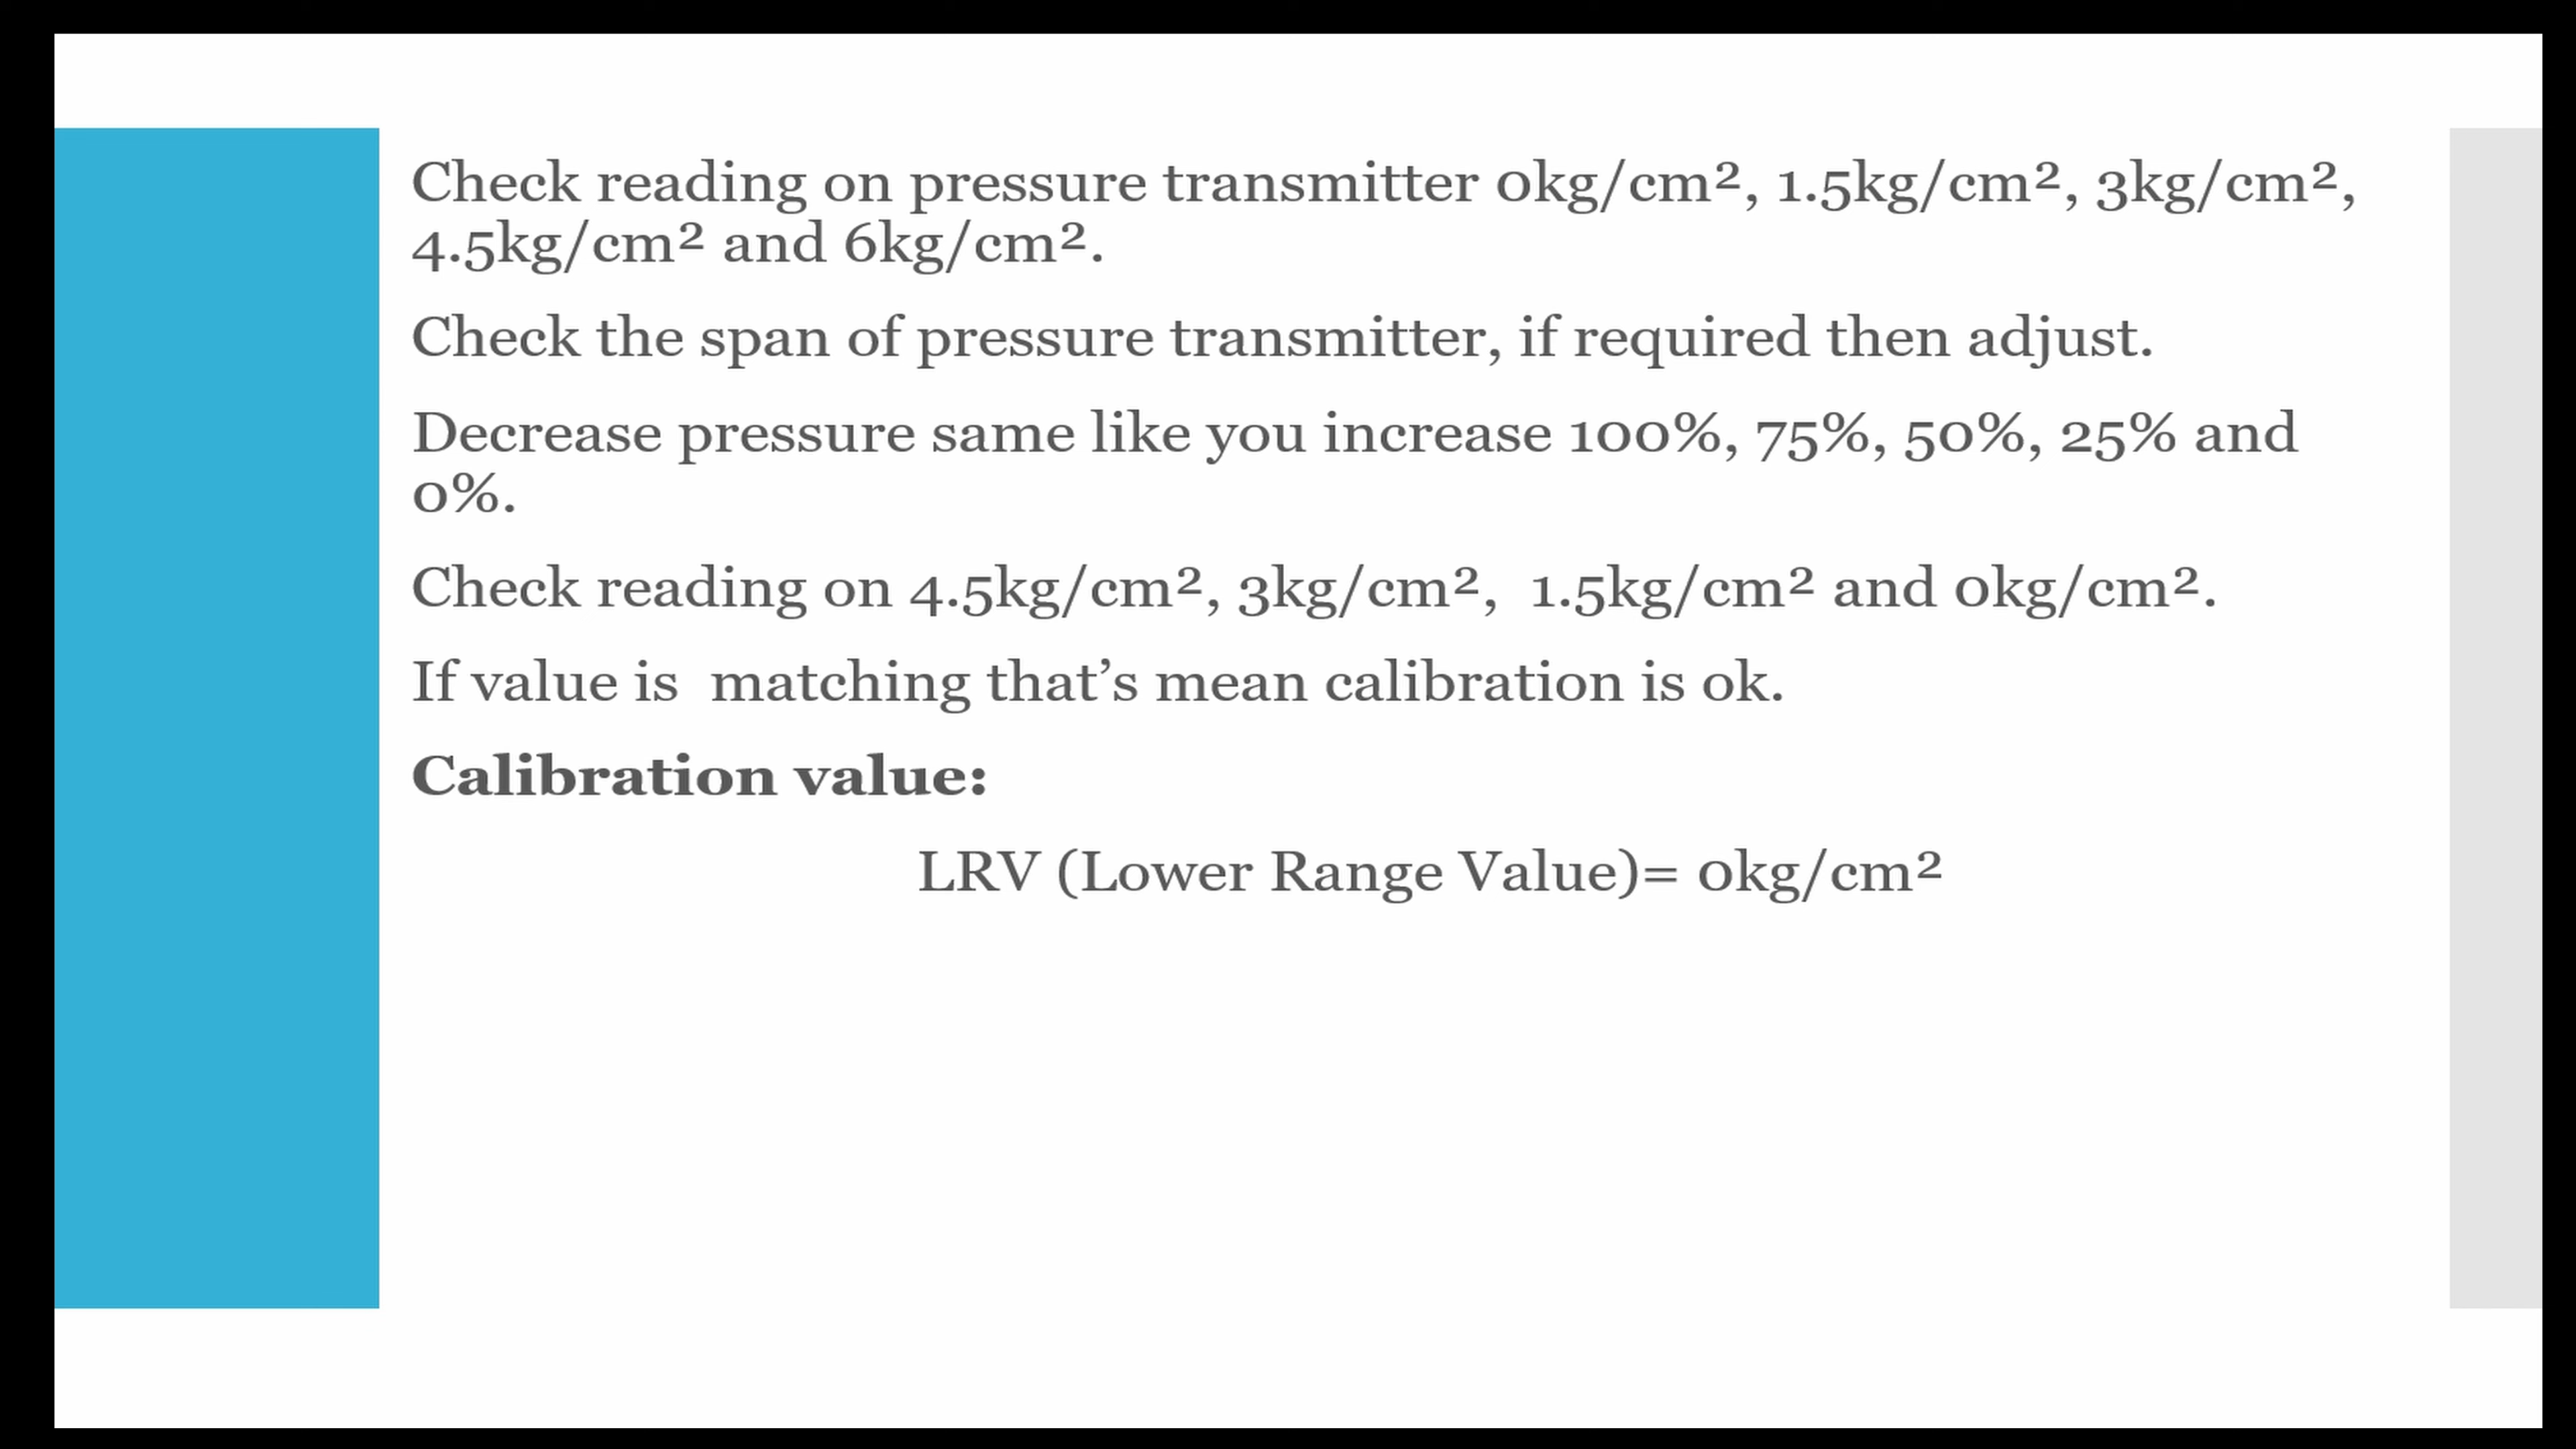 Check reading on pressure transmitter 0kg/cm², 1.5kg/cm², 3kg/cm²,
4.5kg/cm² and 6kg/cm².
Check the span of pressure transmitter, if required then adjust.
Decrease pressure same like you increase 100%, 75%, 50%, 25% and
0%.
Check reading on 4.5kg/cm², 3kg/cm²,  1.5kg/cm² and 0kg/cm².
If value is  matching that’s mean calibration is ok.
Calibration value:
LRV (Lower Range Value)= 0kg/cm²